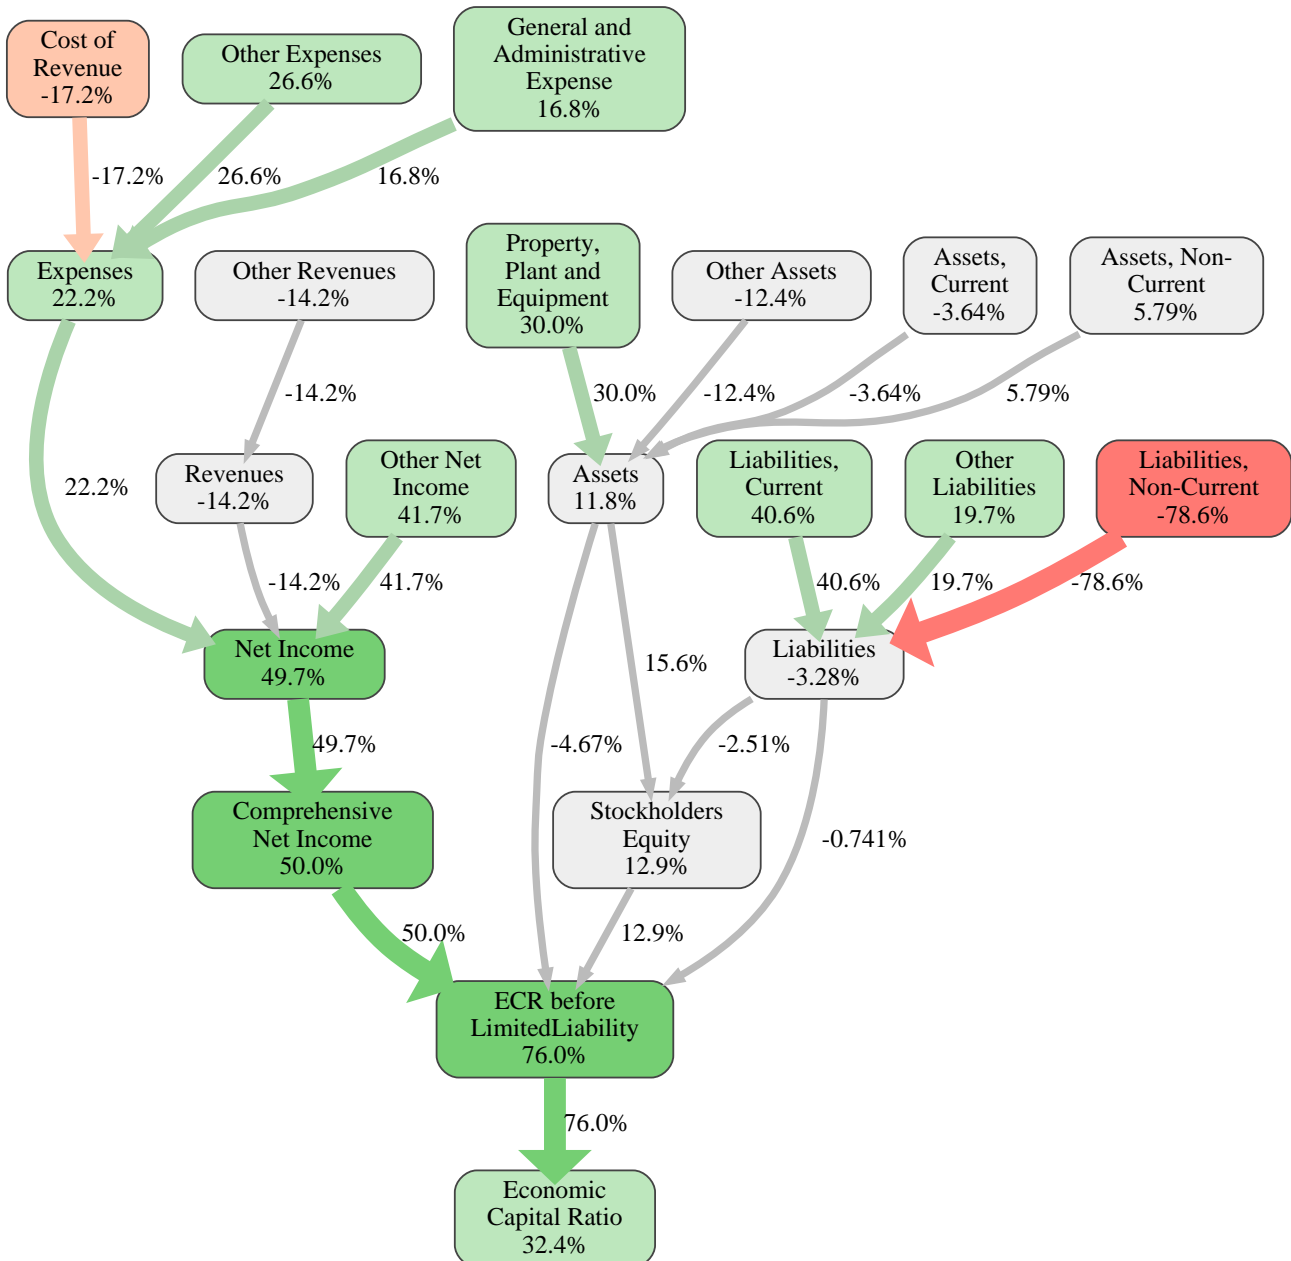 Cost of
Revenue
-17.2%
Other Expenses
26.6%
General and
Administrative
Expense
16.8%
-17.2%
26.6%
16.8%
Expenses
22.2%
Other Revenues
-14.2%
Property,
Plant and
Equipment
30.0%
Other Assets
-12.4%
Assets,
Current
-3.64%
Assets, Non-
Current
5.79%
-14.2%
30.0%
-12.4%
-3.64%
5.79%
22.2%
Revenues
-14.2%
Other Net
Income
41.7%
Assets
11.8%
Liabilities,
Current
40.6%
Other
Liabilities
19.7%
Liabilities,
Non-Current
-78.6%
-14.2%
41.7%
40.6%
19.7%
-78.6%
Net Income
49.7%
15.6%
Liabilities
-3.28%
49.7%
-4.67%
-2.51%
-0.741%
Comprehensive
Net Income
50.0%
Stockholders
Equity
12.9%
50.0%
12.9%
ECR before
LimitedLiability
76.0%
76.0%
Economic
Capital Ratio
32.4%